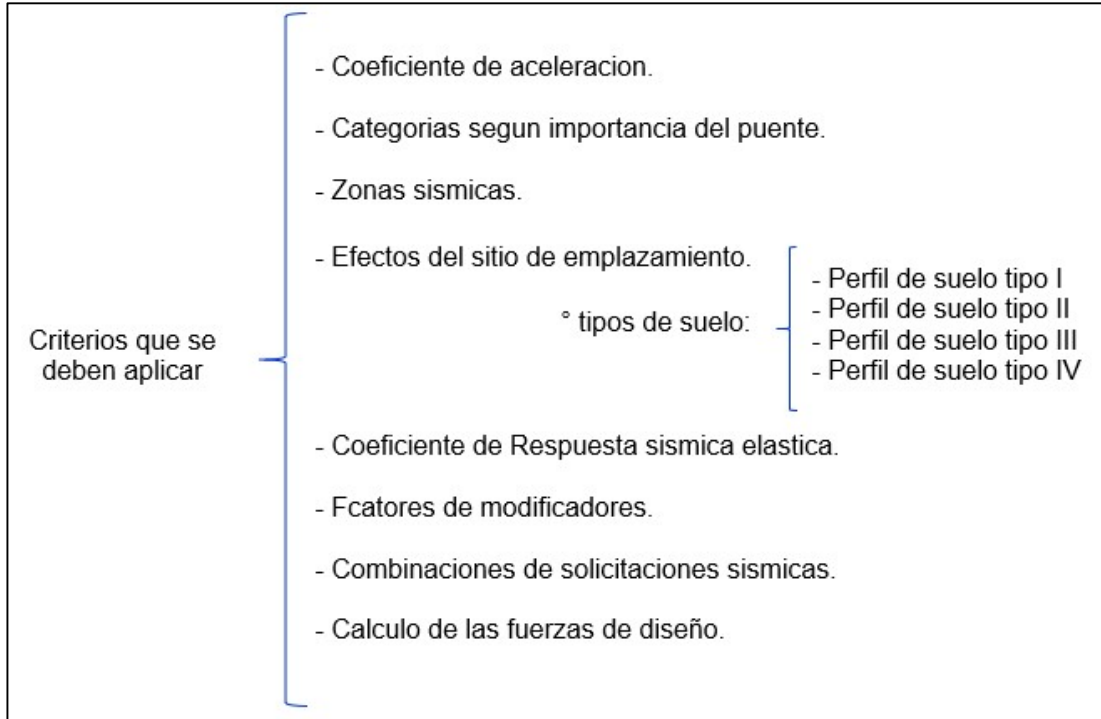 - Coeficiente de aceleracion.
- Categorias segun importancia del puente.
- Zonas sismicas.
- Efectos del sitio de emplazamiento.
° tipos de suelo:
- Perfil de suelo tipo I
- Perfil de suelo tipo II
- Perfil de suelo tipo III
- Perfil de suelo tipo IV
Criterios que se
deben aplicar
- Coeficiente de Respuesta sismica elastica.
- Fcatores de modificadores.
- Combinaciones de solicitaciones sismicas.
- Calculo de las fuerzas de diseño.